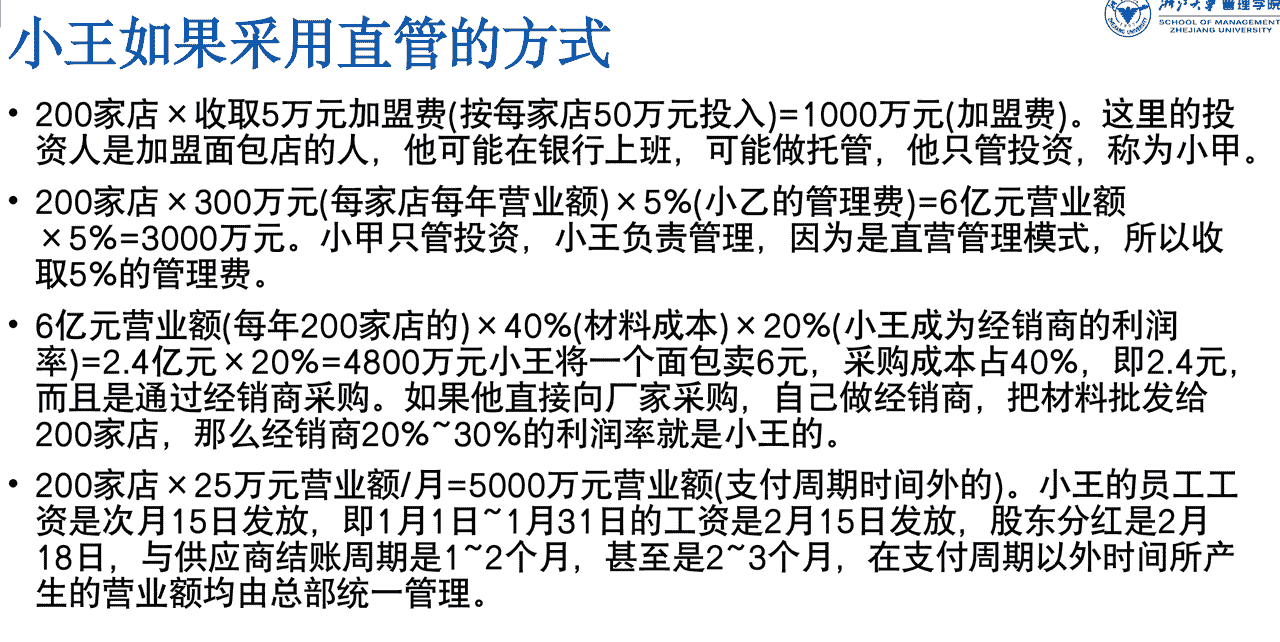 浙江大学管理学院
SCHOOL OF MANAGEMENT
ZHEJIANG UNIVERSITY
小王如果采用直管的方式
• 200家店×收取5万元加盟费(按每家店50万元投入)=1000万元(加盟费)。这里的投
资人是加盟面包店的人，他可能在银行上班，可能做托管，他只管投资，称为小甲。
• 200家店×300万元(每家店每年营业额)×5%(小乙的管理费)=6亿元营业额
×5%=3000万元。小甲只管投资，小王负责管理，因为是直营管理模式，所以收
取5%的管理费。
• 6亿元营业额(每年200家店的)×40%(材料成本)×20%(小王成为经销商的利润
率)=2.4亿元×20%=4800万元小王将一个面包卖6元，采购成本占40%，即2.4元，
而且是通过经销商采购。如果他直接向厂家采购，自己做经销商，把材料批发给
200家店，那么经销商20%~30%的利润率就是小王的。
• 200家店×25万元营业额/月=5000万元营业额(支付周期时间外的)。小王的员工工
资是次月15日发放，即1月1日~1月31日的工资是2月15日发放，股东分红是2月
18日，与供应商结账周期是1~2个月，甚至是2~3个月，在支付周期以外时间所产
生的营业额均由总部统一管理。